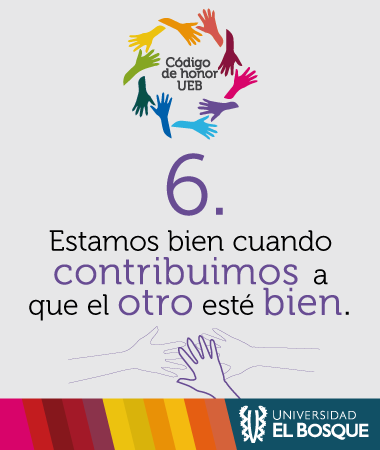 Código
de honor
UEB
6.
Estamos bien cuando
contribuimos a
que el otro esté bien.
UNIVERSIDAD
EL BOSQUE